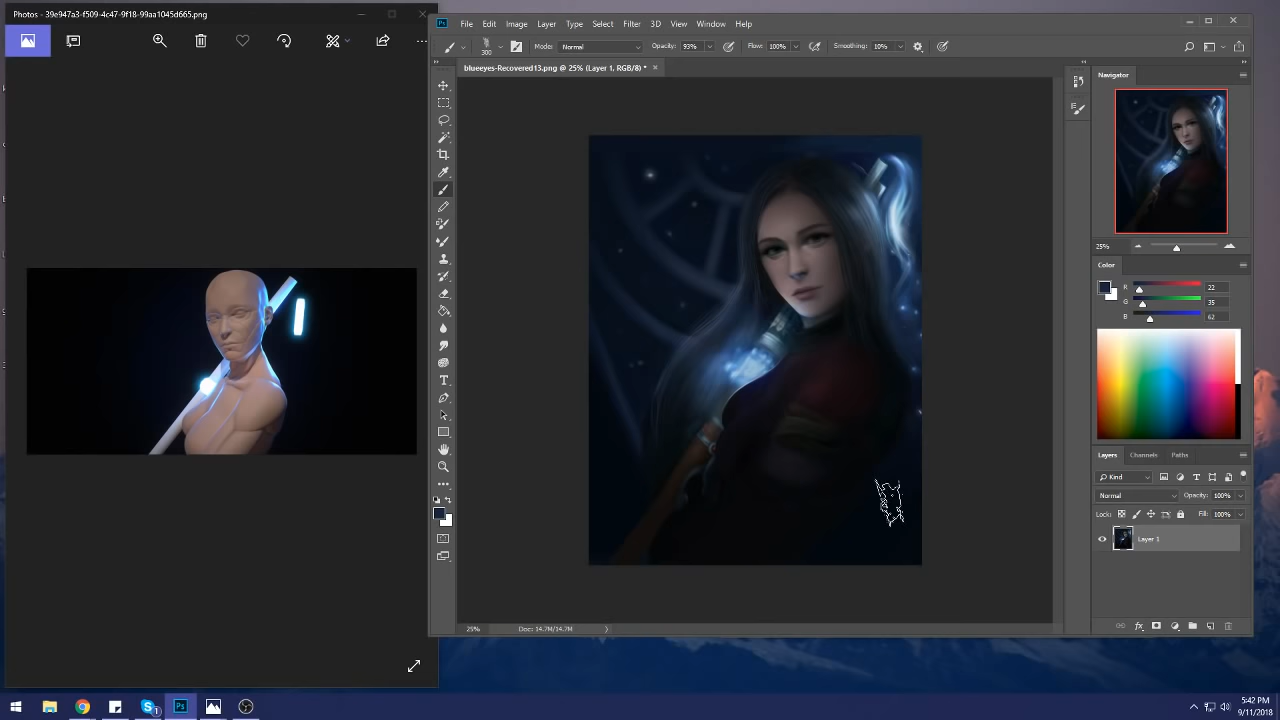 Photos - 39e947a3-f509-4c47-9f18-99aa1045d665.png
Ps File Edit Image Layer Type Select Filter 3D View Window Help
300 Mode: Normal Opacity: 93% Flow: 100% Smoothing: 10%
blueeyes-Recovered13.png @ 25% (Layer 1, RGB/8) *
Navigator
25%
Color
R 22
G 35
B 62
Layers Channels Paths
Kind
Normal Opacity: 100%
Lock: Fill: 100%
Layer 1
25% Doc: 14.7M/14.7M
Ps
5:42 PM
9/11/2018